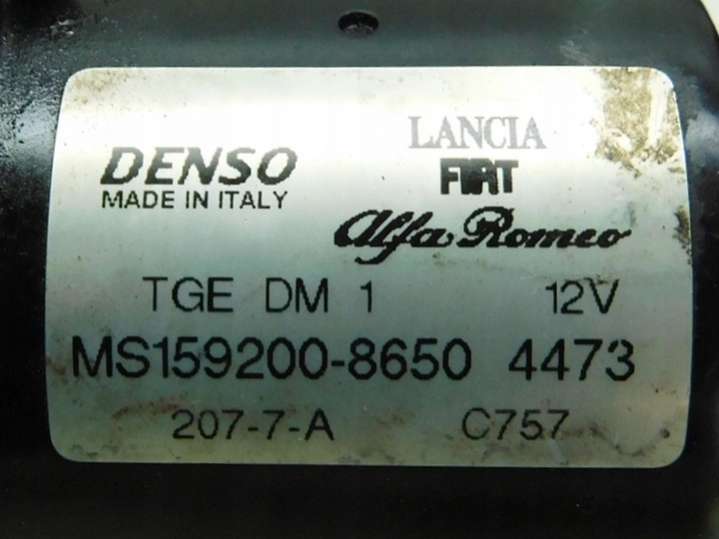 DENSO
MADE IN ITALY
LANCIA
FIAT
Alfa Romeo
TGE DM 1 12V
MS159200-8650 4473
207-7-A C757